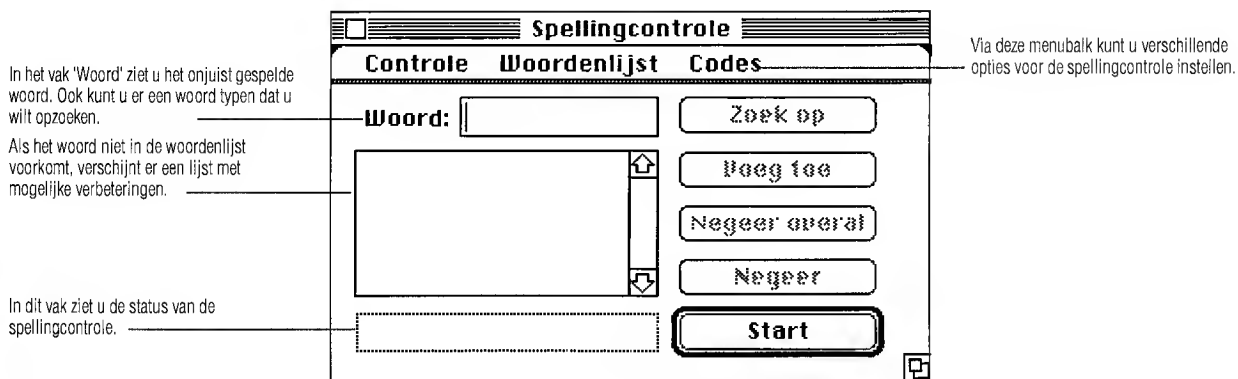 Spellingcontrole
Controle Woordenlijst Codes
Via deze menubalk kunt u verschillende
opties voor de spellingcontrole instellen.
In het vak 'Woord' ziet u het onjuist gespelde
woord. Ook kunt u er een woord typen dat u
wilt opzoeken.
Woord:
Zoek op
Als het woord niet in de woordenlijst
voorkomt, verschijnt er een lijst met
mogelijke verbeteringen.
Voeg toe
Negeer overal
Negeer
In dit vak ziet u de status van de
spellingcontrole.
Start